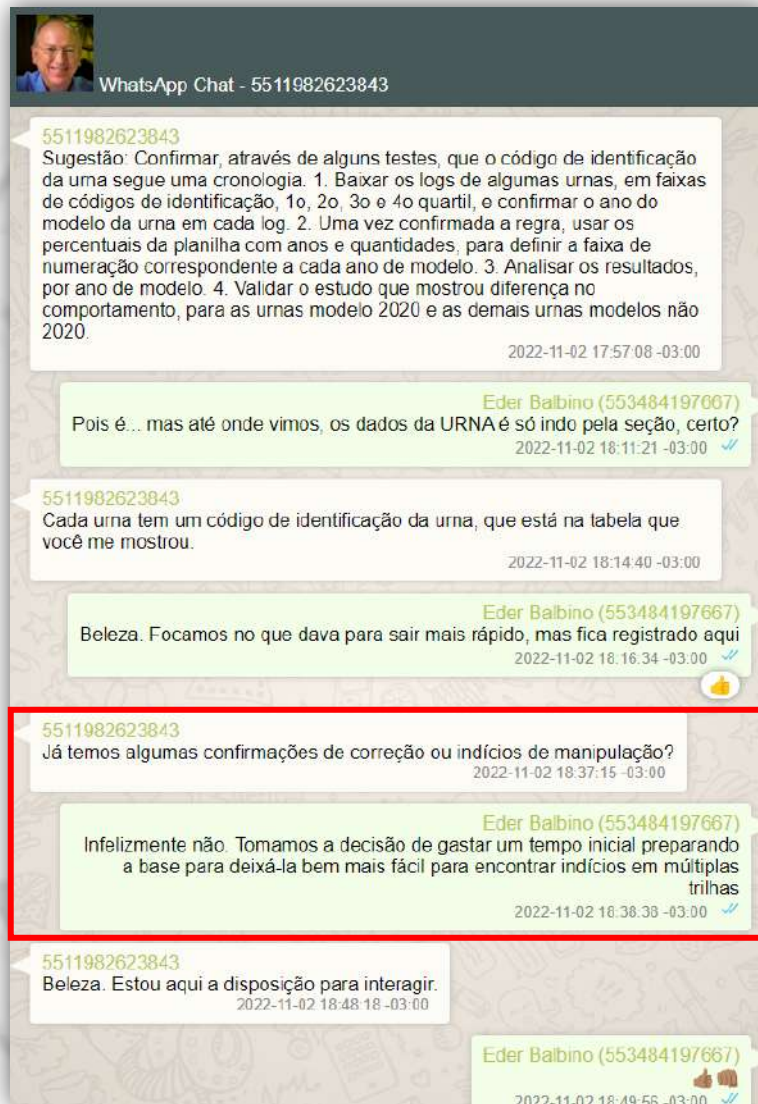 WhatsApp Chat - 5511982623843
5511982623843
Sugestão: Confirmar, através de alguns testes, que o código de identificação
da urna segue uma cronologia. 1. Baixar os logs de algumas urnas, em faixas
de códigos de identificação, 1o, 2o, 3o e 4o quartil, e confirmar o ano do
modelo da urna em cada log. 2. Uma vez confirmada a regra, usar os
percentuais da planilha com anos e quantidades, para definir a faixa de
numeração correspondente a cada ano de modelo. 3. Analisar os resultados,
por ano de modelo. 4. Validar o estudo que mostrou diferença no
comportamento, para as urnas modelo 2020 e as demais urnas modelos não
2020.
2022-11-02 17:57:08 -03:00
Eder Balbino (553484197667)
Pois é... mas até onde vimos, os dados da URNA é só indo pela seção, certo?
2022-11-02 18:11:21 -03:00
5511982623843
Cada urna tem um código de identificação da urna, que está na tabela que
você me mostrou.
2022-11-02 18:14:40 -03:00
Eder Balbino (553484197667)
Beleza. Focamos no que dava para sair mais rápido, mas fica registrado aqui
2022-11-02 18:16:34 -03:00
5511982623843
Já temos algumas confirmações de correção ou indícios de manipulação?
2022-11-02 18:37:15 -03:00
Eder Balbino (553484197667)
Infelizmente não. Tomamos a decisão de gastar um tempo inicial preparando
a base para deixá-la bem mais fácil para encontrar indícios em múltiplas
trilhas
2022-11-02 18:38:38 -03:00
5511982623843
Beleza. Estou aqui a disposição para interagir.
2022-11-02 18:48:18 -03:00
Eder Balbino (553484197667)
2022-11-02 18:49:56 -03:00